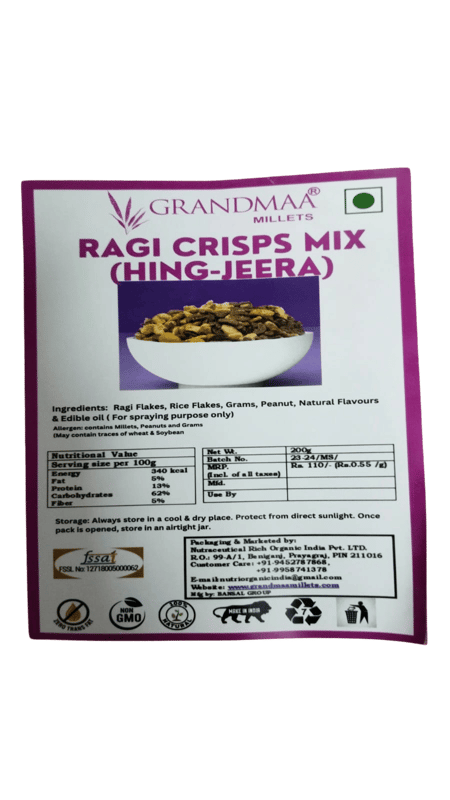 GRANDMAA®
MILLETS
RAGI CRISPS MIX
(HING-JEERA)
Ingredients: Ragi Flakes, Rice Flakes, Grams, Peanut, Natural Flavours
& Edible oil ( For spraying purpose only)
Allergan: contains Millets, Peanuts and Grams
(May contain traces of wheat & Soybean
Nutritional Value
Serving size per 100g
Energy 340 kcal
Fat 5%
Protein 13%
Carbohydrates 62%
Fiber 5%
Net Wt. 200g
Batch No. 23-24/MS/
MRP. Rs. 110/- (Rs.0.55 /g)
(Incl. of all taxes)
Mfd.
Use By
Storage: Always store in a cool & dry place. Protect from direct sunlight. Once
pack is opened, store in an airtight jar.
fssai
FSSL No: 12718005000062
Packaging & Marketed by:
Nutraceutical Rich Organic India Pvt. LTD.
R.O.: 99-A/1, Baniganj, Prayagraj, PIN 211016
Customer Care: +91-9452787868,
+91-9958741378
E-mail:nutriorganicindia@gmail.com
Website: www.grandmaamillets.com
Mfg by: BANSAL GROUP
ZERO TRANS FAT
NON
GMO
100%
NATURAL
MADE IN INDIA
7